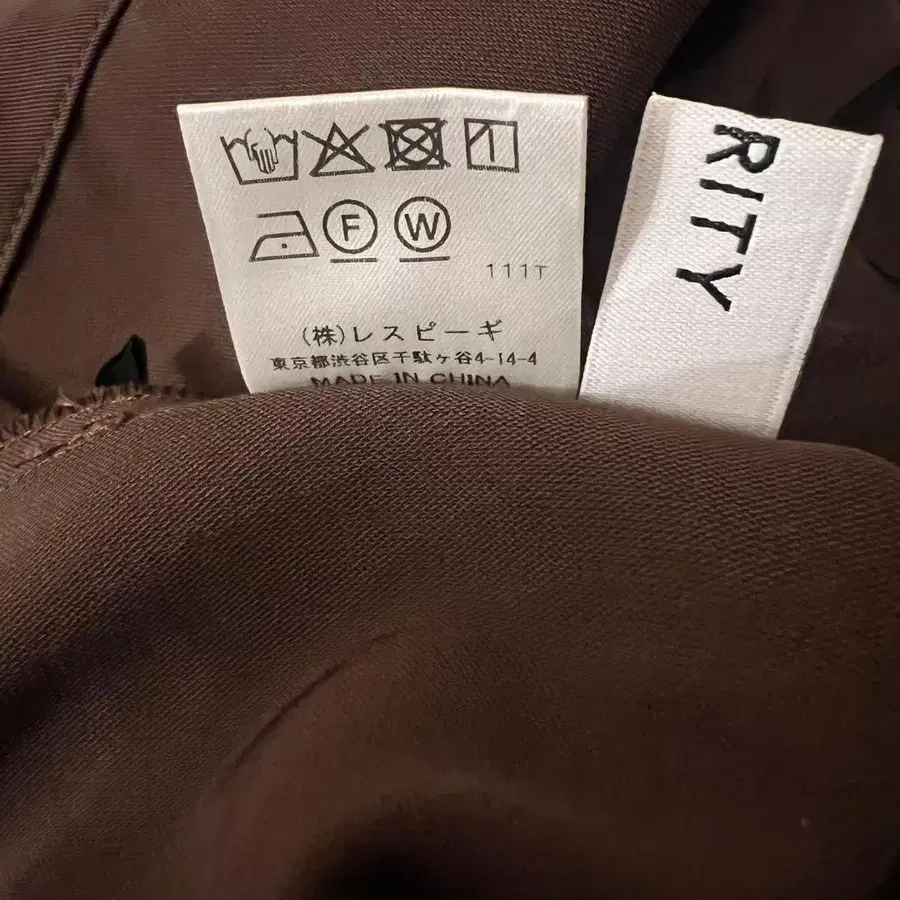 F W
111T
(株)レスピーギ
東京都渋谷区千駄ヶ谷4-14-4
MADE IN CHINA
RITY